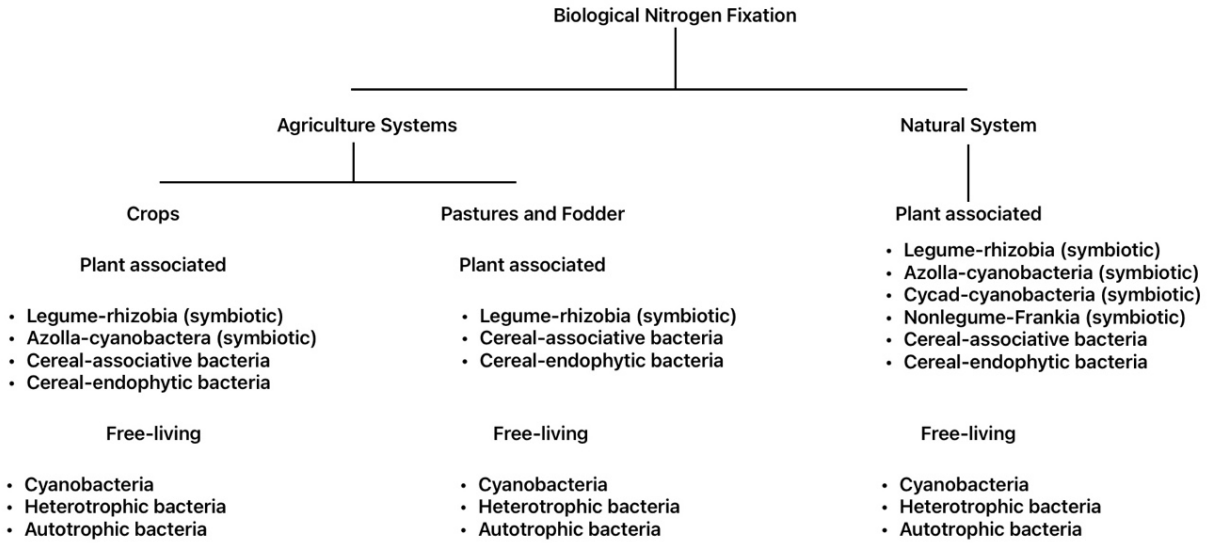 Biological Nitrogen Fixation
Agriculture Systems
Natural System
Crops
Pastures and Fodder
Plant associated
• Legume-rhizobia (symbiotic)
• Azolla-cyanobacteria (symbiotic)
• Cycad-cyanobacteria (symbiotic)
• Nonlegume-Frankia (symbiotic)
• Cereal-associative bacteria
• Cereal-endophytic bacteria
Plant associated
• Legume-rhizobia (symbiotic)
• Azolla-cyanobactera (symbiotic)
• Cereal-associative bacteria
• Cereal-endophytic bacteria
Plant associated
• Legume-rhizobia (symbiotic)
• Cereal-associative bacteria
• Cereal-endophytic bacteria
Free-living
• Cyanobacteria
• Heterotrophic bacteria
• Autotrophic bacteria
Free-living
• Cyanobacteria
• Heterotrophic bacteria
• Autotrophic bacteria
Free-living
• Cyanobacteria
• Heterotrophic bacteria
• Autotrophic bacteria